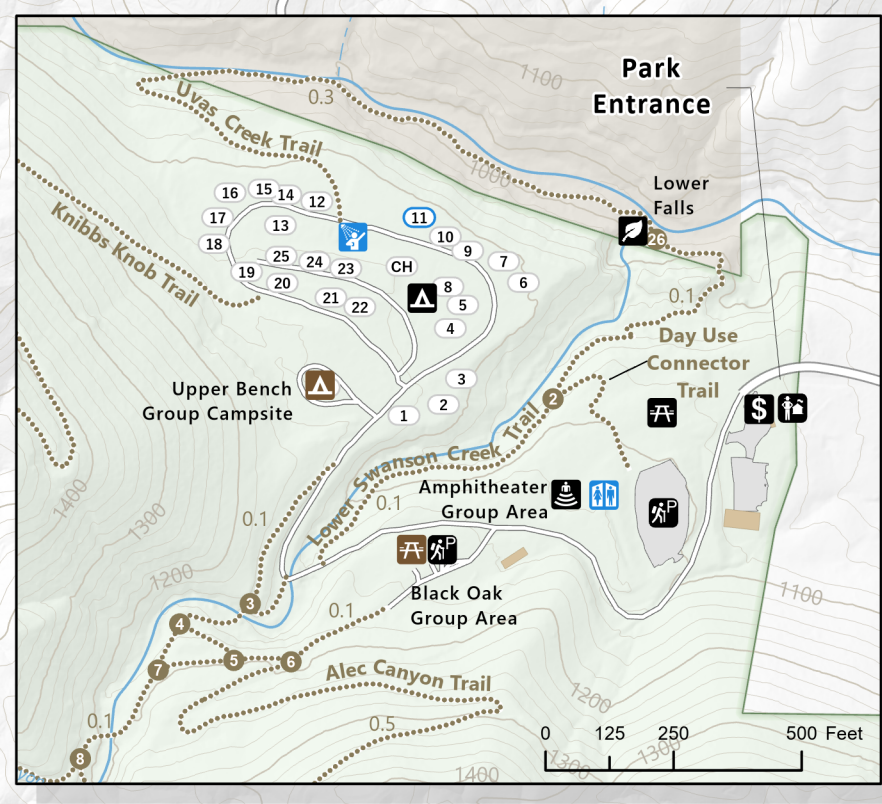 Park
Entrance
1100
Uvas Creek Trail
0.3
1000
Lower
Falls
26
16
15
14
12
17
13
11
18
10
9
7
25
24
23
CH
6
19
20
8
21
22
5
4
Knibbs Knob Trail
0.1
Day Use
Connector
Trail
Upper Bench
Group Campsite
3
2
1
2
$
Lower Swanson Creek Trail
Amphitheater
Group Area
P
0.1
1400
1300
0.1
P
1200
Black Oak
Group Area
1100
3
0.1
4
5
6
7
Alec Canyon Trail
1200
0.1
0.5
8
0 125 250 500 Feet
1300
1300
1400